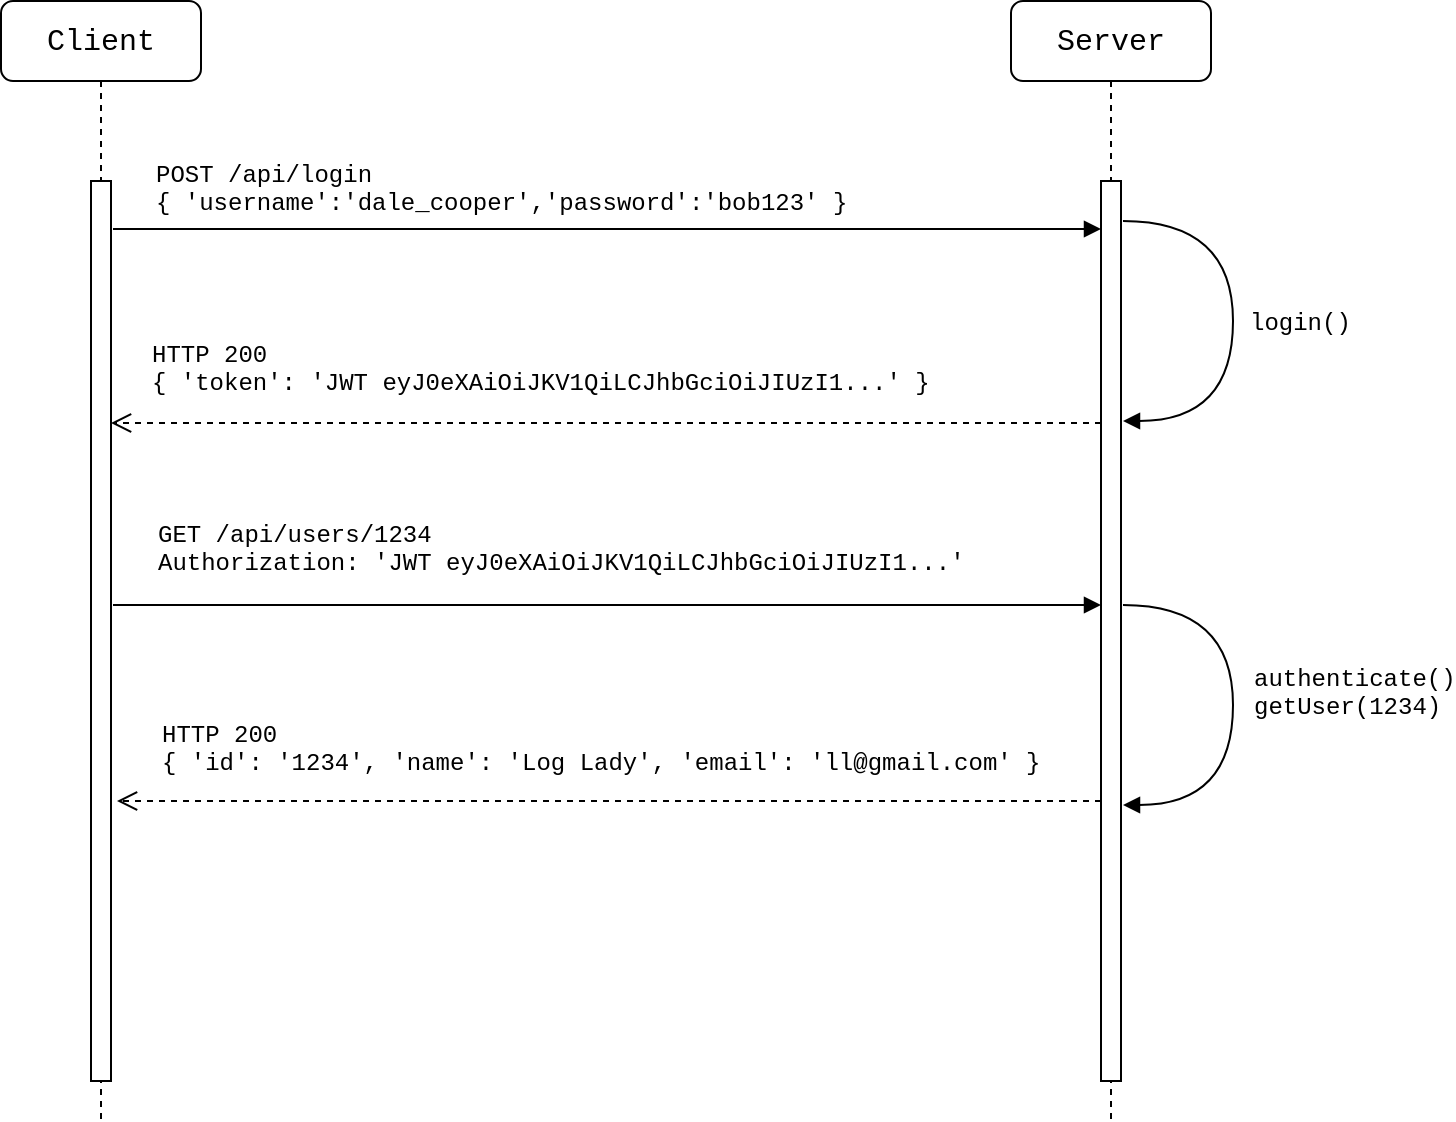 Client
Server
POST /api/login
{ 'username':'dale_cooper','password':'bob123' }
login()
HTTP 200
{ 'token': 'JWT eyJ0eXAiOiJKV1QiLCJhbGciOiJIUzI1...' }
GET /api/users/1234
Authorization: 'JWT eyJ0eXAiOiJKV1QiLCJhbGciOiJIUzI1...'
authenticate()
getUser(1234)
HTTP 200
{ 'id': '1234', 'name': 'Log Lady', 'email': 'll@gmail.com' }